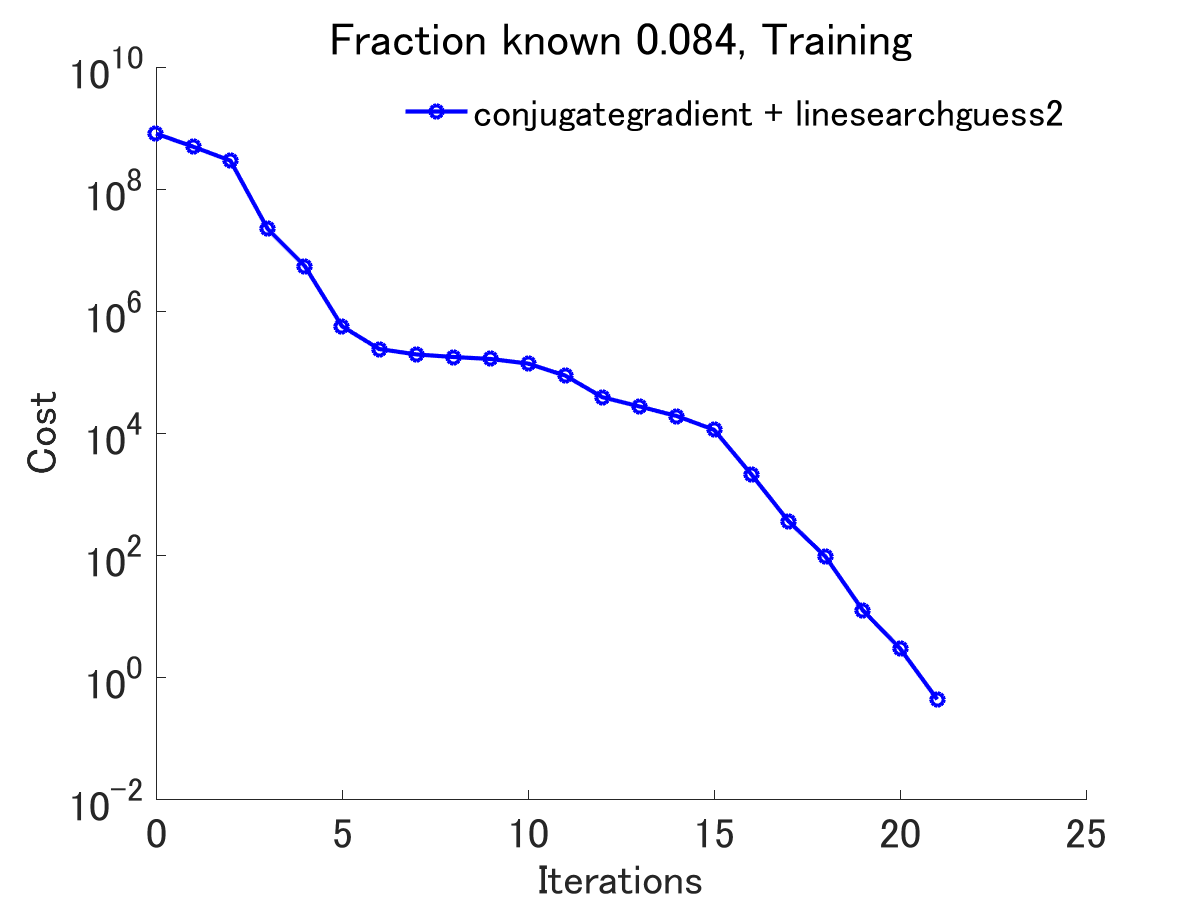 Fraction known 0.084, Training
conjugategradient + linesearchguess2
10^10
10^8
10^6
10^4
10^2
10^0
10^-2
Cost
0 5 10 15 20 25
Iterations